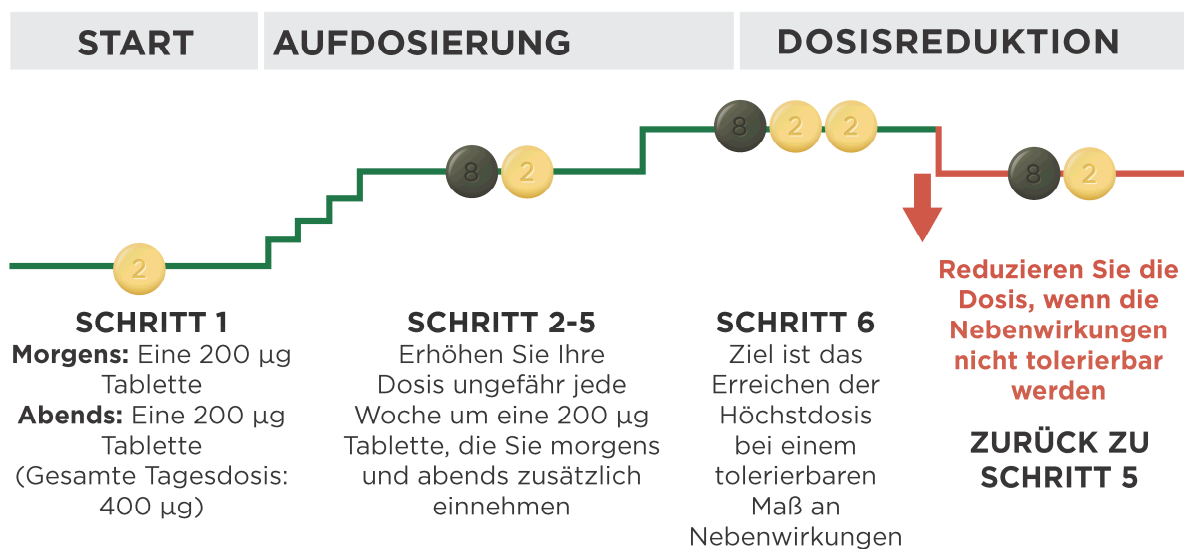 START
AUFDOSIERUNG
DOSISREDUKTION
2
SCHRITT 1
Morgens: Eine 200 µg
Tablette
Abends: Eine 200 µg
Tablette
(Gesamte Tagesdosis:
400 µg)
8 2
SCHRITT 2-5
Erhöhen Sie Ihre
Dosis ungefähr jede
Woche um eine 200 µg
Tablette, die Sie morgens
und abends zusätzlich
einnehmen
8 2 2
SCHRITT 6
Ziel ist das
Erreichen der
Höchstdosis
bei einem
tolerierbaren
Maß an
Nebenwirkungen
8 2
Reduzieren Sie die
Dosis, wenn die
Nebenwirkungen
nicht tolerierbar
werden
ZURÜCK ZU
SCHRITT 5